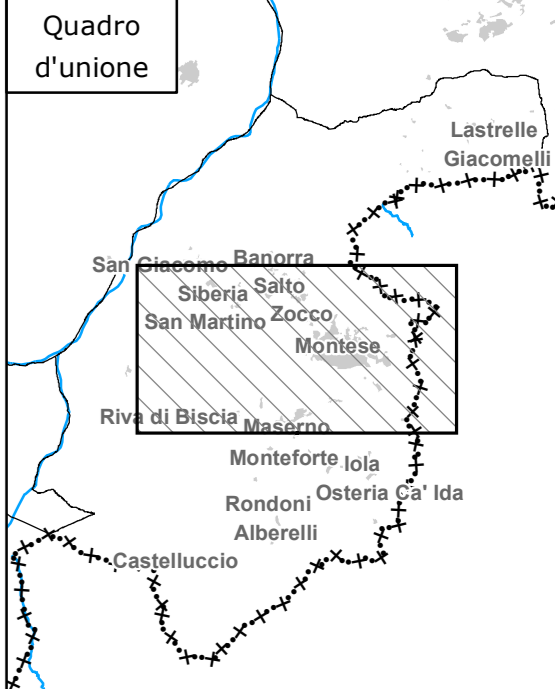 Quadro
d'unione
Lastrelle
Giacomelli
San Giacomo
Banorra
Siberia
Salto
San Martino
Zocco
Montese
Riva di Biscia
Maserno
Monteforte
Iola
Rondoni
Osteria Ca' Ida
Alberelli
Castelluccio